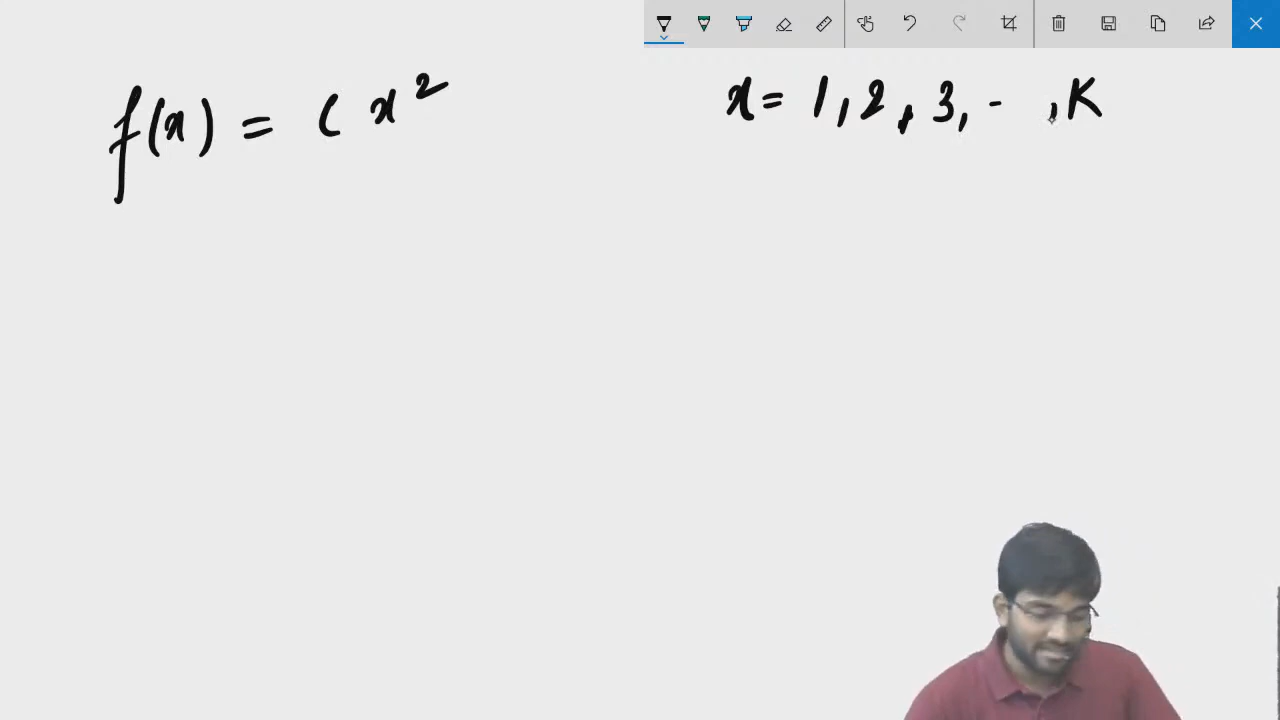 f(x) = C x² x = 1, 2, 3, - , K